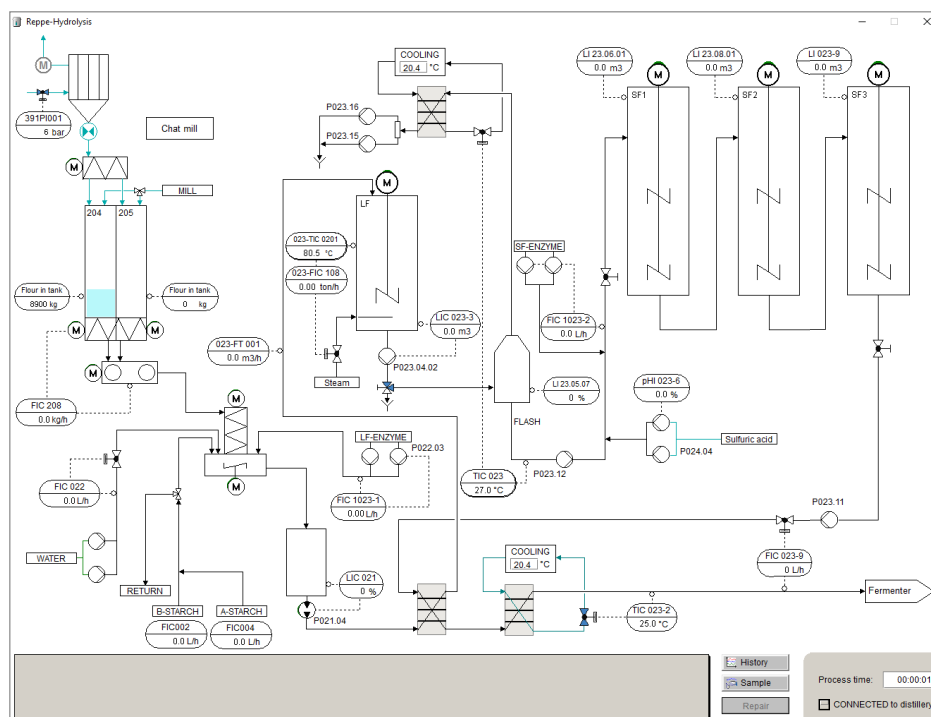 Reppe-Hydrolysis
COOLING
20.4 °C
M
391PI001
6 bar
Chat mill
P023.16
P023.15
LI 23.06.01
0.0 m3
LI 23.08.01
0.0 m3
LI 023-9
0.0 m3
M
M
M
SF1
SF2
SF3
M
MILL
M
LF
204
205
023-TIC 0201
80.5 °C
023-FIC 108
0.00 ton/h
SF-ENZYME
Flour in tank
8900 kg
Flour in tank
0 kg
LIC 023-3
0.0 m3
FIC 1023-2
0.0 L/h
M
M
023-FT 001
0.0 m3/h
P023.04.02
Steam
M
FIC 208
0.0 kg/h
LI 23.05.07
0 %
FLASH
pHI 023-6
0.0 %
Sulfuric acid
P024.04
M
LF-ENZYME
P022.03
M
FIC 022
0.0 L/h
FIC 1023-1
0.00 L/h
TIC 023
27.0 °C
P023.12
P023.11
WATER
RETURN
COOLING
20.4 °C
FIC 023-9
0 L/h
LIC 021
0 %
Fermenter
B-STARCH
A-STARCH
P021.04
TIC 023-2
25.0 °C
FIC002
0.0 L/h
FIC004
0.0 L/h
History
Sample
Repair
Process time: 00:00:01
CONNECTED to distillery